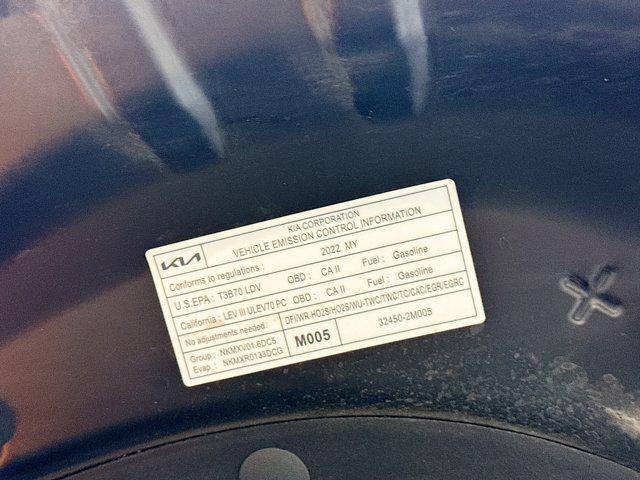 KIA
KIA CORPORATION
VEHICLE EMISSION CONTROL INFORMATION
Conforms to regulations : 2022 MY
U.S.EPA : T3B70 LDV OBD : CA II Fuel : Gasoline
California : LEV III ULEV70 PC OBD : CA II Fuel : Gasoline
No adjustments needed. DFI/WR-HO2S/HO2S/WU-TWC/TWC/TC/CAC/EGR/EGRC
Group : NKMXV01.6DC5 M005 32450-2M005
Evap. : NKMXR0133DCG